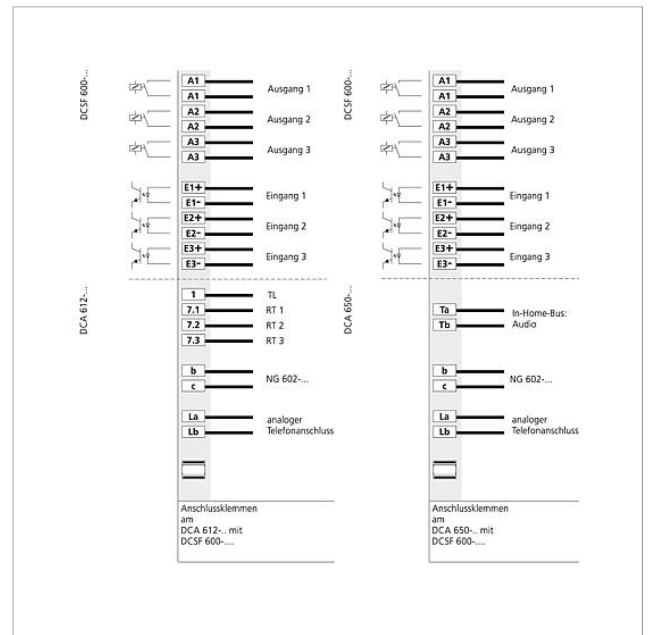 DCSF 600-...
A1
A1
Ausgang 1
A2
A2
Ausgang 2
A3
A3
Ausgang 3
E1+
E1-
Eingang 1
E2+
E2-
Eingang 2
E3+
E3-
Eingang 3
DCA 612-...
1 TL
7.1 RT 1
7.2 RT 2
7.3 RT 3
b
c
NG 602-...
La
Lb
analoger
Telefonanschluss
Anschlussklemmen
am
DCA 612-.. mit
DCSF 600-....
DCSF 600-...
A1
A1
Ausgang 1
A2
A2
Ausgang 2
A3
A3
Ausgang 3
E1+
E1-
Eingang 1
E2+
E2-
Eingang 2
E3+
E3-
Eingang 3
DCA 650-...
Ta
Tb
In-Home-Bus:
Audio
b
c
NG 602-...
La
Lb
analoger
Telefonanschluss
Anschlussklemmen
am
DCA 650-.. mit
DCSF 600-....